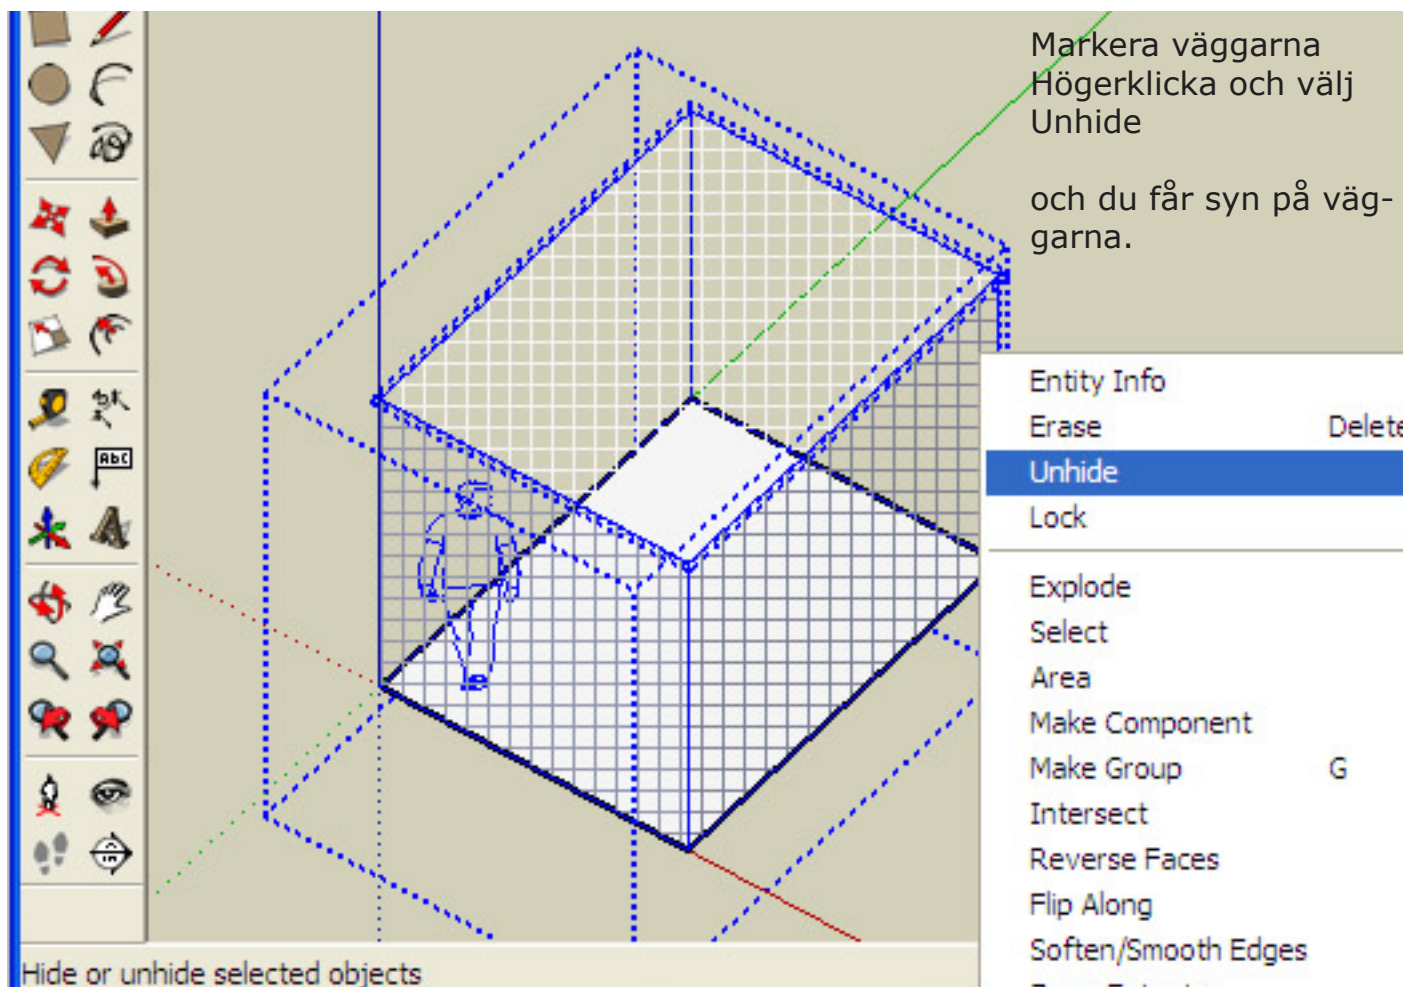 Markera väggarna
Högerklicka och välj
Unhide
och du får syn på väg-
garna.
Entity Info
Erase Delete
Unhide
Lock
Explode
Select
Area
Make Component
Make Group G
Intersect
Reverse Faces
Flip Along
Soften/Smooth Edges
Hide or unhide selected objects